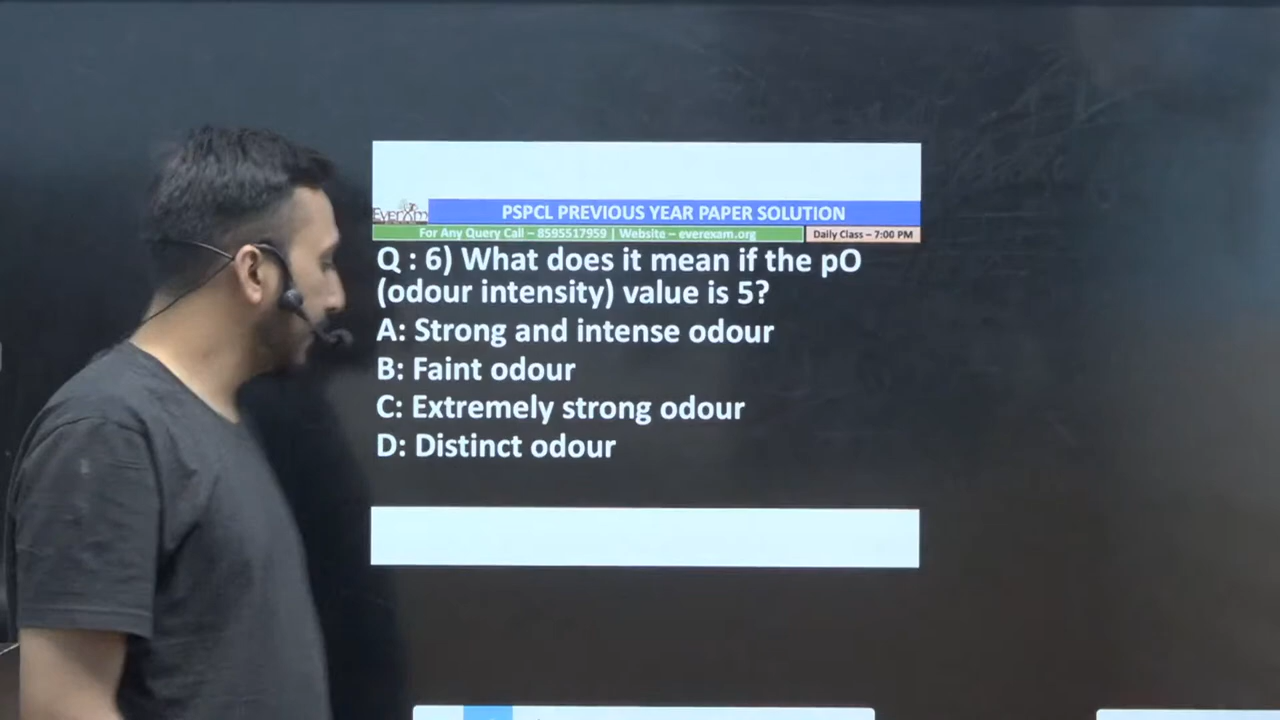 EVEREXAM
PSPCL PREVIOUS YEAR PAPER SOLUTION
For Any Query Call – 8595517959 | Website – everexam.org
Daily Class – 7:00 PM
Q : 6) What does it mean if the pO
(odour intensity) value is 5?
A: Strong and intense odour
B: Faint odour
C: Extremely strong odour
D: Distinct odour